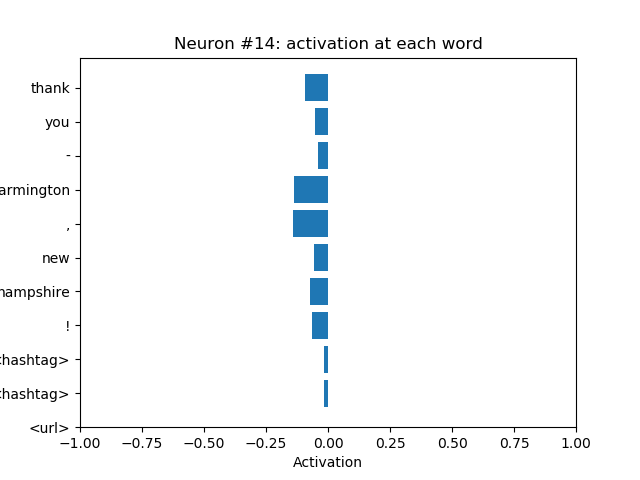 Neuron #14: activation at each word
thank
you
-
armington
,
new
hampshire
!
hashtag>
hashtag>
<url>
−1.00 −0.75 −0.50 −0.25 0.00 0.25 0.50 0.75 1.00
Activation